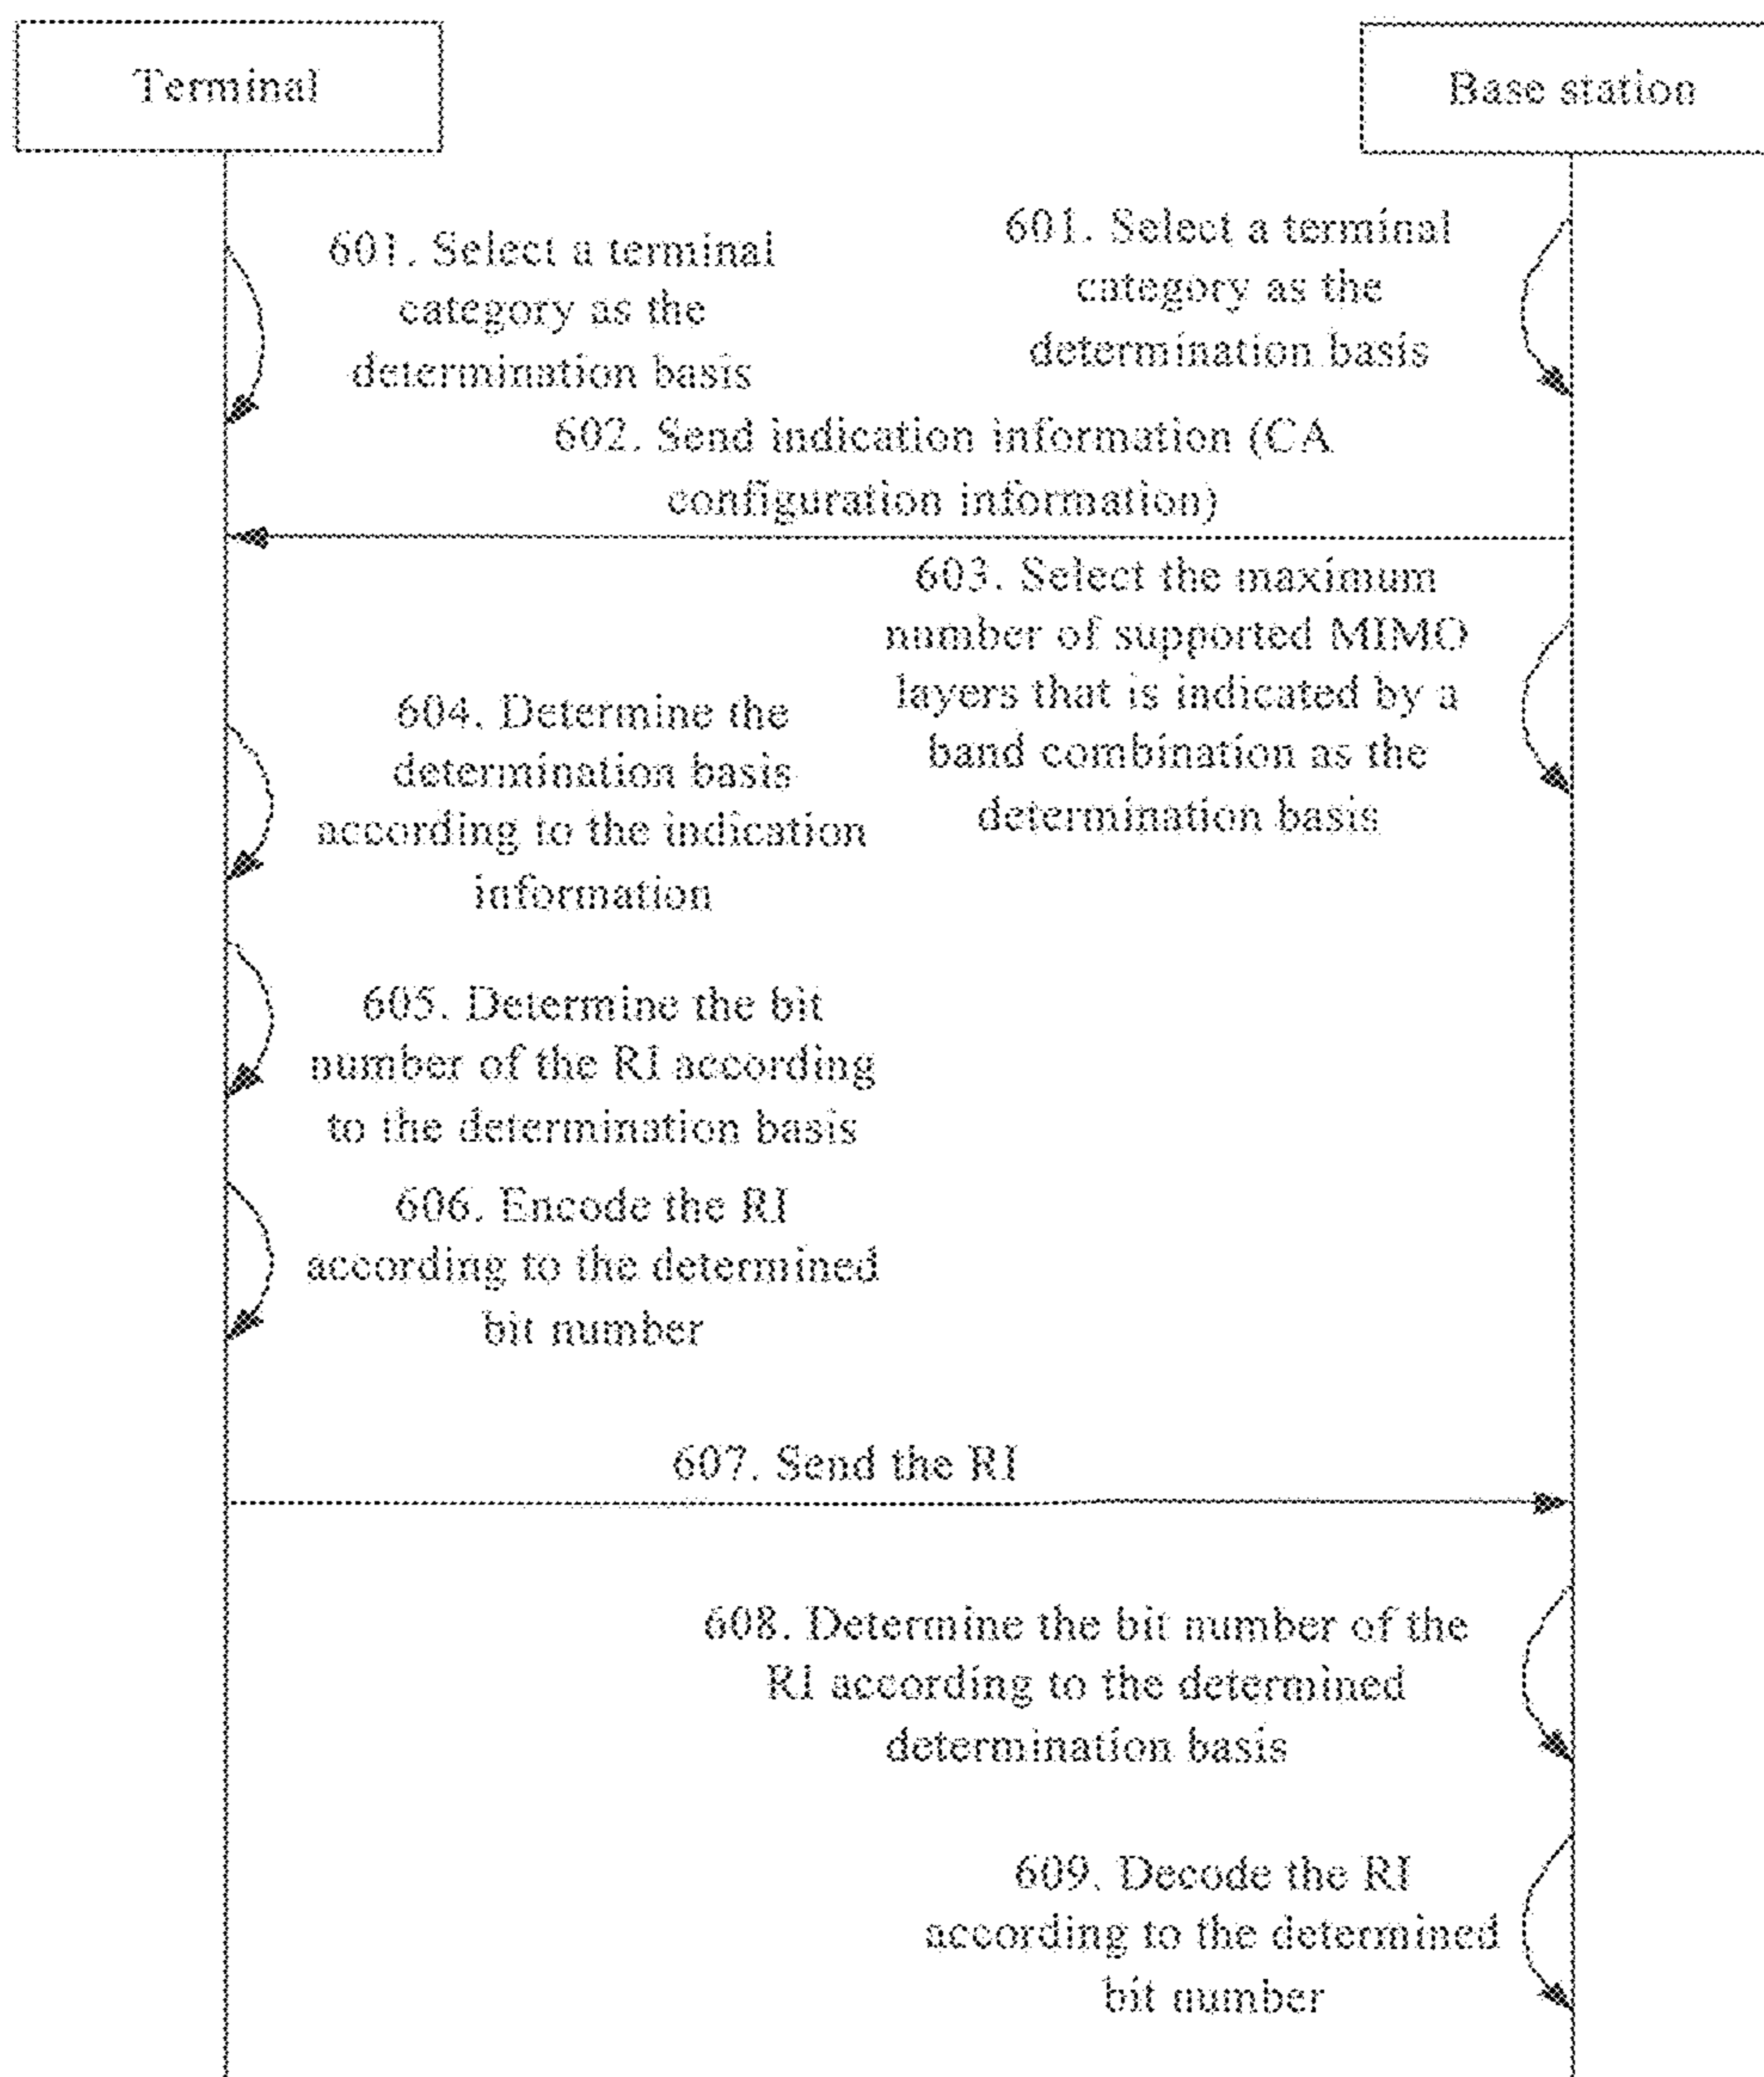 Terminal
Base station
601. Select a terminal
category as the
determination basis
601. Select a terminal
category as the
determination basis
602. Send indication information (CA
configuration information)
603. Select the maximum
number of supported MIMO
layers that is indicated by a
band combination as the
determination basis
604. Determine the
determination basis
according to the indication
information
605. Determine the bit
number of the RI according
to the determination basis
606. Encode the RI
according to the determined
bit number
607. Send the RI
608. Determine the bit number of the
RI according to the determined
determination basis
609. Decode the RI
according to the determined
bit number